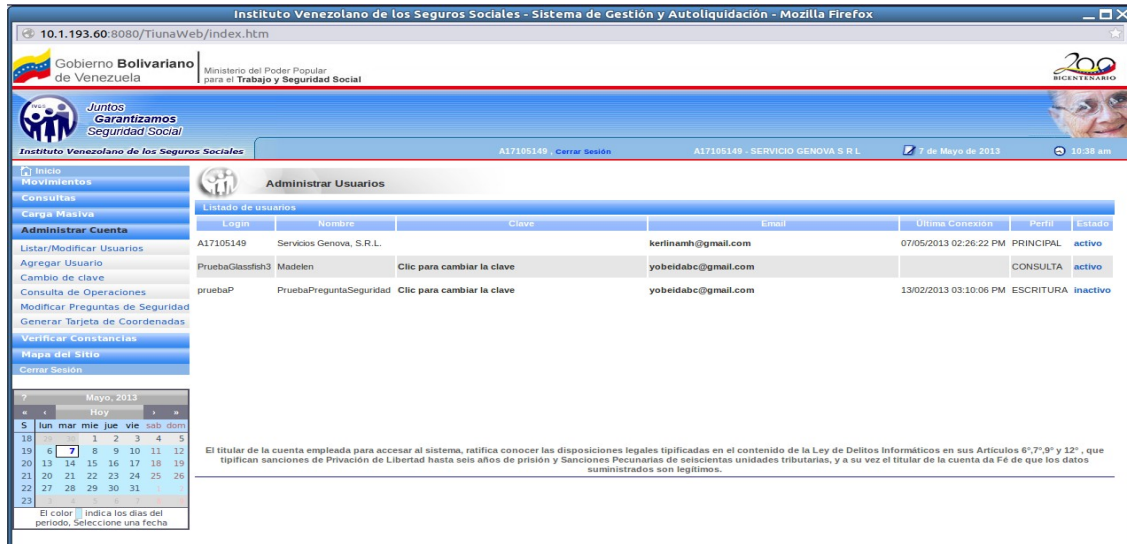 Instituto Venezolano de los Seguros Sociales - Sistema de Gestión y Autoliquidación - Mozilla Firefox
10.1.193.60:8080/TiunaWeb/index.htm
Gobierno Bolivariano
de Venezuela
Ministerio del Poder Popular
para el Trabajo y Seguridad Social
200
BICENTENARIO
IVSS
Juntos
Garantizamos
Seguridad Social
Instituto Venezolano de los Seguros Sociales
A17105149 . Cerrar Sesión
A17105149 - SERVICIO GENOVA S R L
7 de Mayo de 2013
10:38 am
Inicio
Movimientos
Consultas
Carga Masiva
Administrar Cuenta
Listar/Modificar Usuarios
Agregar Usuario
Cambio de clave
Consulta de Operaciones
Modificar Preguntas de Seguridad
Generar Tarjeta de Coordenadas
Verificar Constancias
Mapa del Sitio
Cerrar Sesión
Administrar Usuarios
Listado de usuarios
Login Nombre Clave Email Última Conexión Perfil Estado
A17105149 Servicios Genova, S.R.L. kerlinamh@gmail.com 07/05/2013 02:26:22 PM PRINCIPAL activo
PruebaGlassfish3 Madelen Clic para cambiar la clave yobeidabc@gmail.com CONSULTA activo
pruebaP PruebaPreguntaSeguridad Clic para cambiar la clave yobeidabc@gmail.com 13/02/2013 03:10:06 PM ESCRITURA inactivo
? Mayo, 2013
« ‹ Hoy › »
S lun mar mie jue vie sab dom
18 29 30 1 2 3 4 5
19 6 7 8 9 10 11 12
20 13 14 15 16 17 18 19
21 20 21 22 23 24 25 26
22 27 28 29 30 31
23
El color indica los dias del
periodo, Seleccione una fecha
El titular de la cuenta empleada para accesar al sistema, ratifica conocer las disposiciones legales tipificadas en el contenido de la Ley de Delitos Informáticos en sus Artículos 6°,7°,9° y 12° , que
tipifican sanciones de Privación de Libertad hasta seis años de prisión y Sanciones Pecunarias de seiscientas unidades tributarias, y a su vez el titular de la cuenta da Fé de que los datos
suministrados son legítimos.